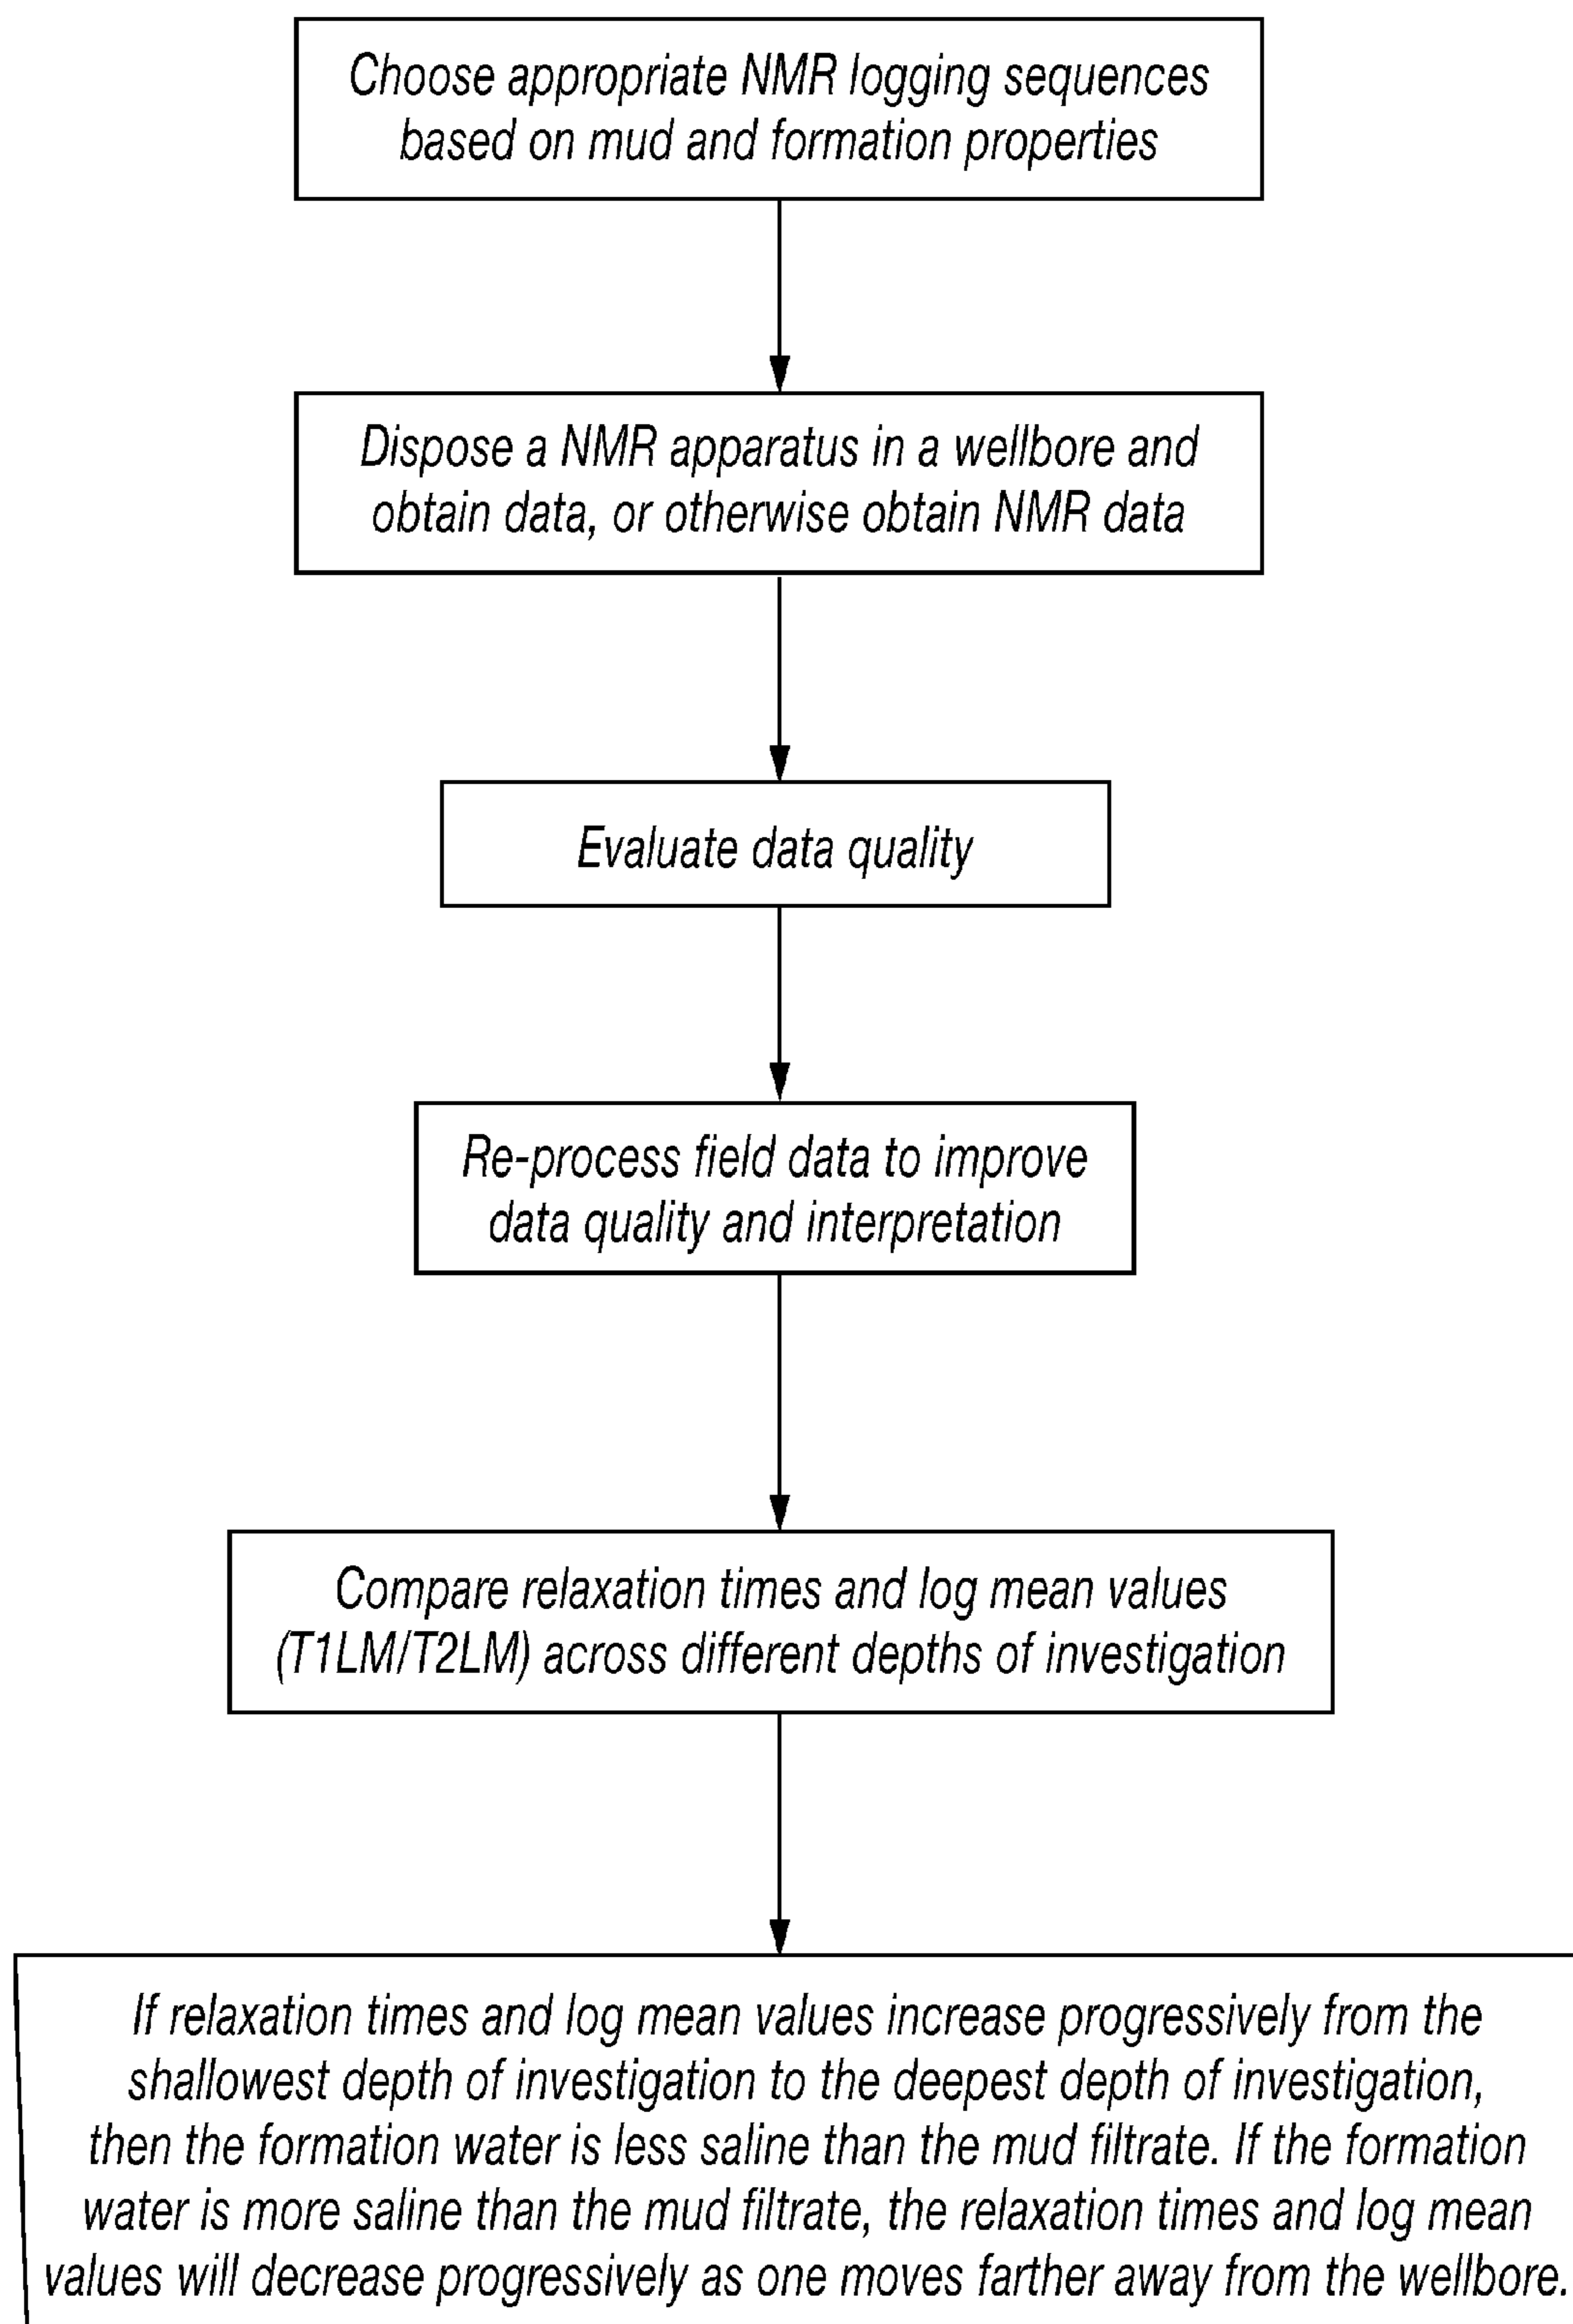 Choose appropriate NMR logging sequences
based on mud and formation properties
Dispose a NMR apparatus in a wellbore and
obtain data, or otherwise obtain NMR data
Evaluate data quality
Re-process field data to improve
data quality and interpretation
Compare relaxation times and log mean values
(T1LM/T2LM) across different depths of investigation
If relaxation times and log mean values increase progressively from the
shallowest depth of investigation to the deepest depth of investigation,
then the formation water is less saline than the mud filtrate. If the formation
water is more saline than the mud filtrate, the relaxation times and log mean
values will decrease progressively as one moves farther away from the wellbore.